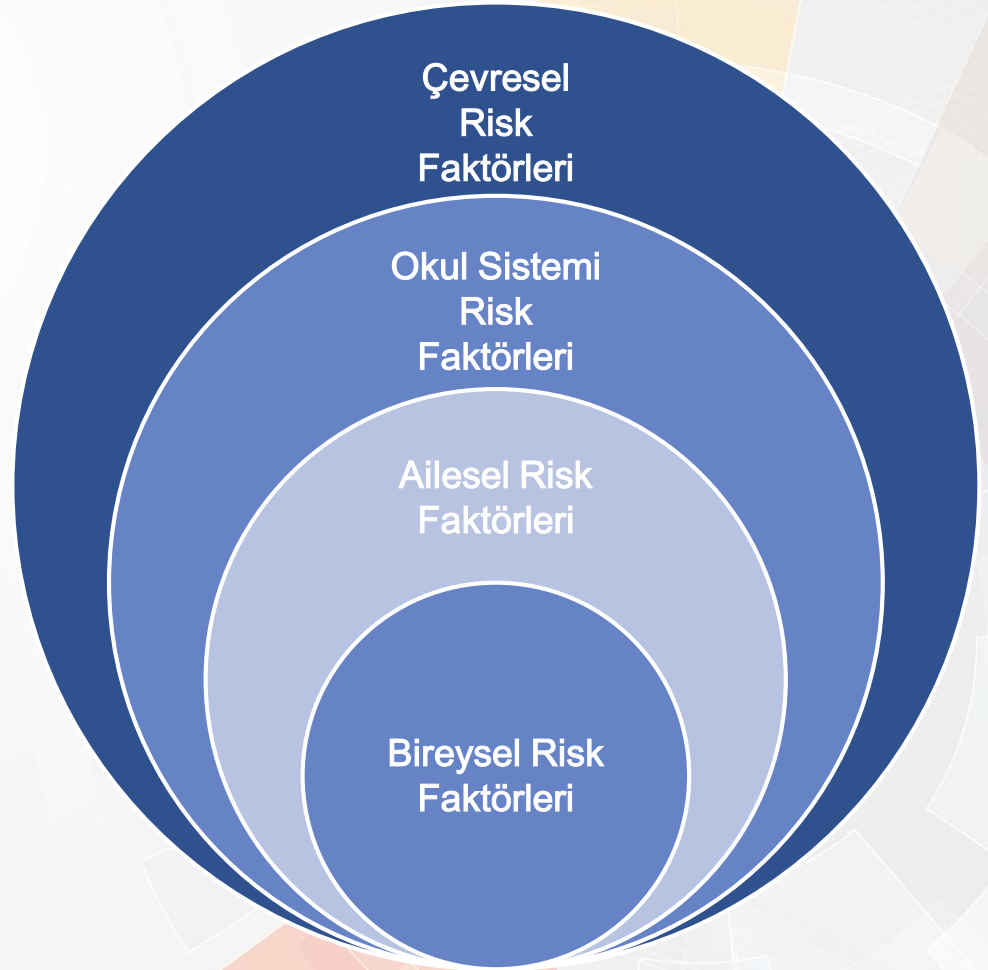 Çevresel
Risk
Faktörleri
Okul Sistemi
Risk
Faktörleri
Ailesel Risk
Faktörleri
Bireysel Risk
Faktörleri